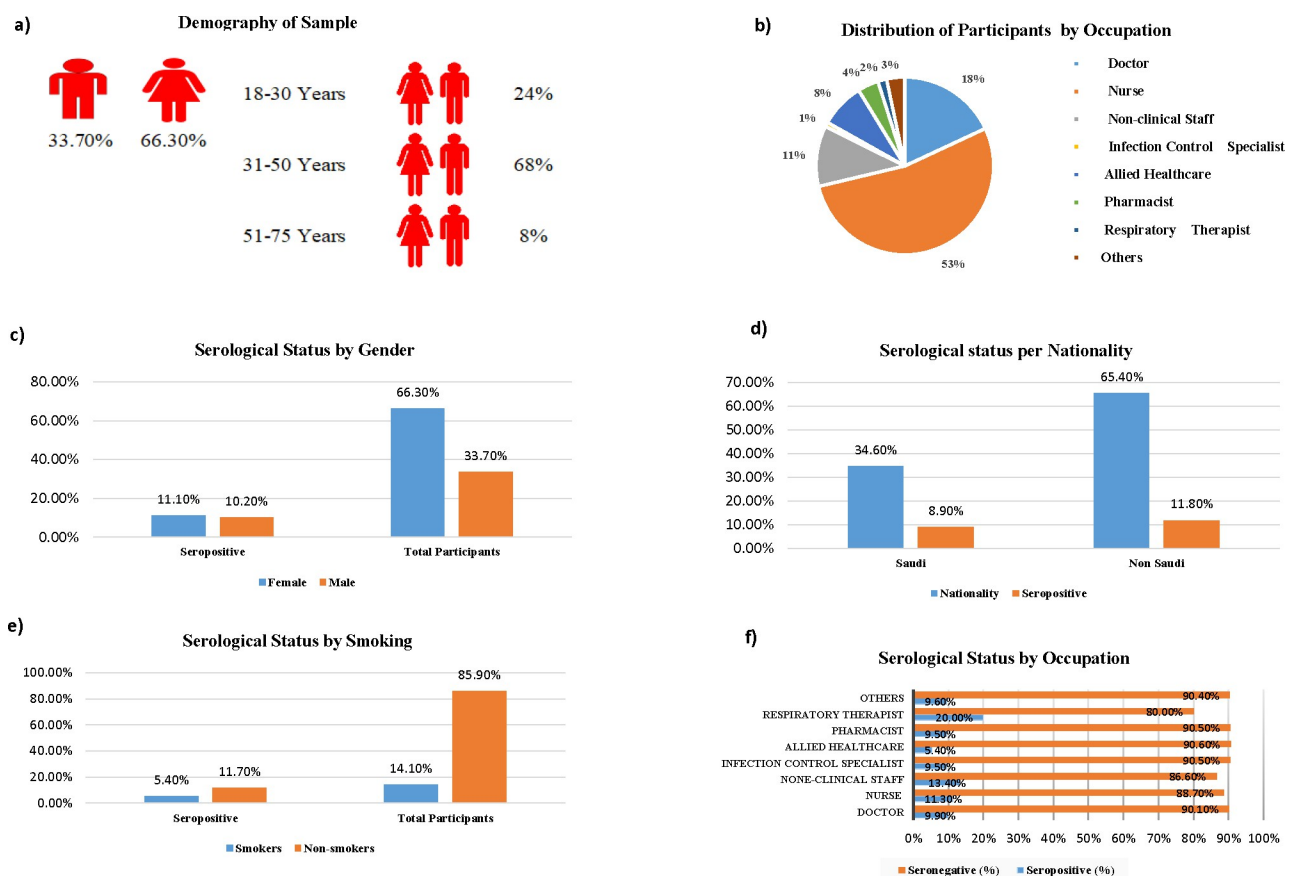 a)
Demography of Sample
33.70%
66.30%
18-30 Years
24%
31-50 Years
68%
51-75 Years
8%
b)
Distribution of Participants by Occupation
18%
53%
11%
1%
8%
4%
2%
3%
Doctor
Nurse
Non-clinical Staff
Infection Control Specialist
Allied Healthcare
Pharmacist
Respiratory Therapist
Others
c)
Serological Status by Gender
80.00%
60.00%
40.00%
20.00%
0.00%
11.10%
10.20%
66.30%
33.70%
Seropositive
Total Participants
Female
Male
d)
Serological status per Nationality
70.00%
60.00%
50.00%
40.00%
30.00%
20.00%
10.00%
0.00%
34.60%
8.90%
65.40%
11.80%
Saudi
Non Saudi
Nationality
Seropositive
e)
Serological Status by Smoking
100.00%
80.00%
60.00%
40.00%
20.00%
0.00%
5.40%
11.70%
14.10%
85.90%
Seropositive
Total Participants
Smokers
Non-smokers
f)
Serological Status by Occupation
OTHERS
90.40%
9.60%
RESPIRATORY THERAPIST
80.00%
20.00%
PHARMACIST
90.50%
9.50%
ALLIED HEALTHCARE
90.60%
5.40%
INFECTION CONTROL SPECIALIST
90.50%
9.50%
NONE-CLINICAL STAFF
86.60%
13.40%
NURSE
88.70%
11.30%
DOCTOR
90.10%
9.90%
0% 10% 20% 30% 40% 50% 60% 70% 80% 90% 100%
Seronegative (%)
Seropositive (%)